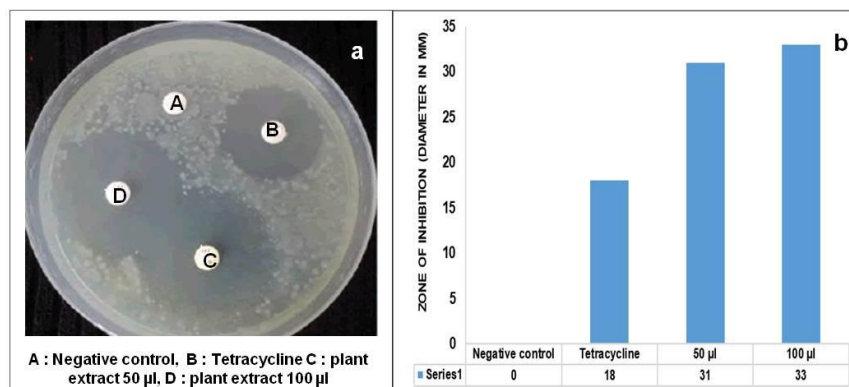 a
A
B
D
C
A : Negative control, B : Tetracycline C : plant
extract 50 µl, D : plant extract 100 µl
b
ZONE OF INHIBITION (DIAMETER IN MM)
35
30
25
20
15
10
5
0
Negative control Tetracycline 50 µl 100 µl
Series1 0 18 31 33